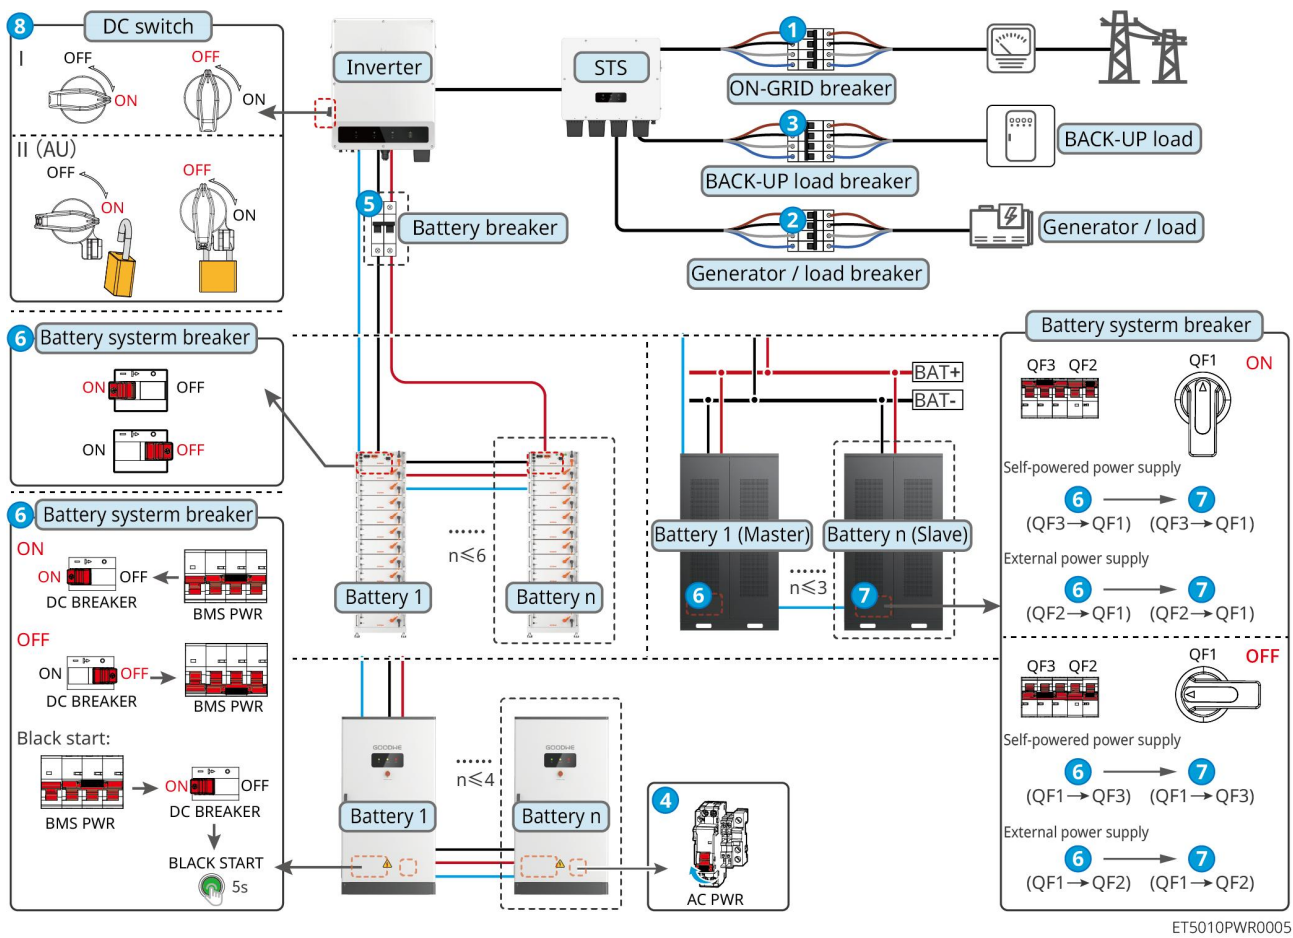 8
DC switch
I
OFF
ON
OFF
ON
II (AU)
OFF
ON
OFF
ON
Inverter
STS
1
ON-GRID breaker
3
BACK-UP load breaker
BACK-UP load
2
Generator / load breaker
Generator / load
5
Battery breaker
6
Battery systerm breaker
ON
OFF
ON
OFF
6
Battery systerm breaker
ON
ON
OFF
DC BREAKER
BMS PWR
OFF
ON
OFF
DC BREAKER
BMS PWR
Black start:
BMS PWR
ON
OFF
DC BREAKER
BLACK START
5s
n≤6
Battery 1
Battery n
BAT+
BAT-
Battery 1 (Master)
Battery n (Slave)
n≤3
6
7
GOODWE
GOODWE
n≤4
Battery 1
Battery n
4
AC PWR
Battery systerm breaker
QF3
QF2
QF1
ON
Self-powered power supply
6 → 7
(QF3→QF1) (QF3→QF1)
External power supply
6 → 7
(QF2→QF1) (QF2→QF1)
QF3
QF2
QF1
OFF
Self-powered power supply
6 → 7
(QF1→QF3) (QF1→QF3)
External power supply
6 → 7
(QF1→QF2) (QF1→QF2)
ET5010PWR0005